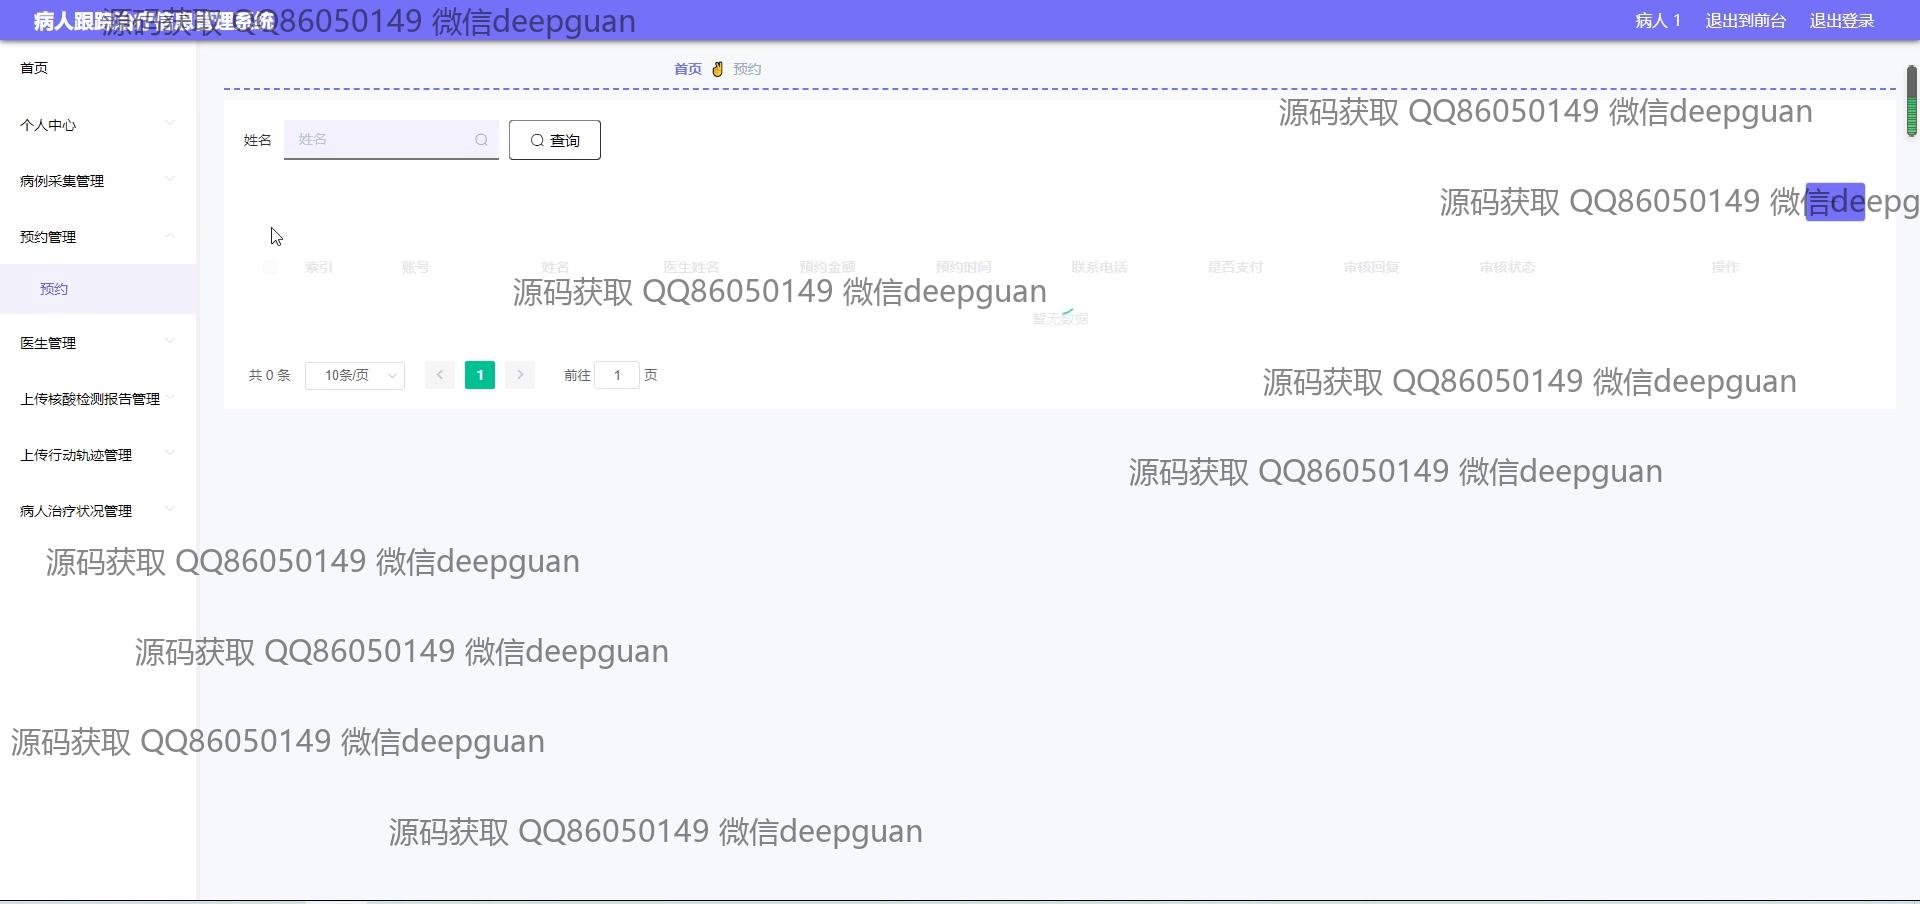 病人跟踪治疗信息管理系统
源码获取 QQ86050149 微信deepguan
病人 1 退出到前台 退出登录
首页
首页 预约
源码获取 QQ86050149 微信deepguan
个人中心
姓名 姓名 查询
病例采集管理
源码获取 QQ86050149 微信deepg
预约管理
索引 账号 姓名 医生姓名 预约金额 预约时间 联系电话 是否支付 审核回复 审核状态 操作
预约
源码获取 QQ86050149 微信deepguan
暂无数据
医生管理
共 0 条 10条/页 1 前往 1 页
源码获取 QQ86050149 微信deepguan
上传核酸检测报告管理
上传行动轨迹管理
源码获取 QQ86050149 微信deepguan
病人治疗状况管理
源码获取 QQ86050149 微信deepguan
源码获取 QQ86050149 微信deepguan
源码获取 QQ86050149 微信deepguan
源码获取 QQ86050149 微信deepguan